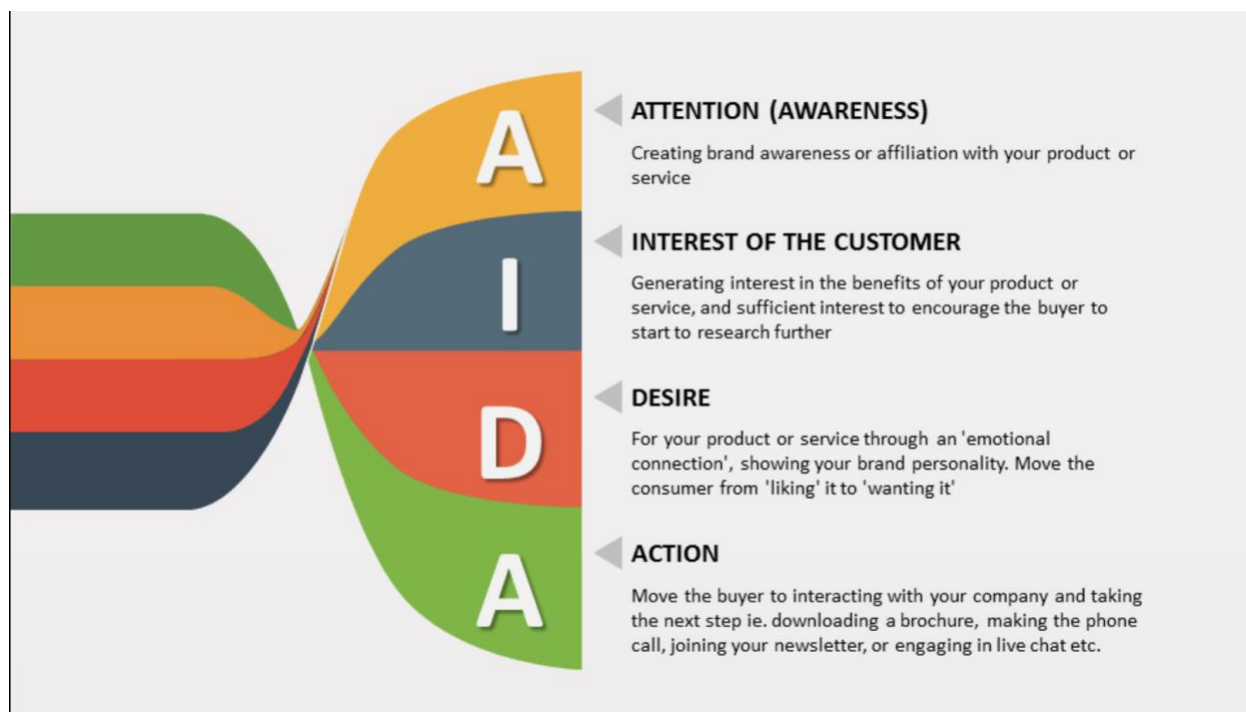 A
ATTENTION (AWARENESS)
Creating brand awareness or affiliation with your product or
service
I
INTEREST OF THE CUSTOMER
Generating interest in the benefits of your product or
service, and sufficient interest to encourage the buyer to
start to research further
D
DESIRE
For your product or service through an 'emotional
connection', showing your brand personality. Move the
consumer from 'liking' it to 'wanting it'
A
ACTION
Move the buyer to interacting with your company and taking
the next step ie. downloading a brochure, making the phone
call, joining your newsletter, or engaging in live chat etc.